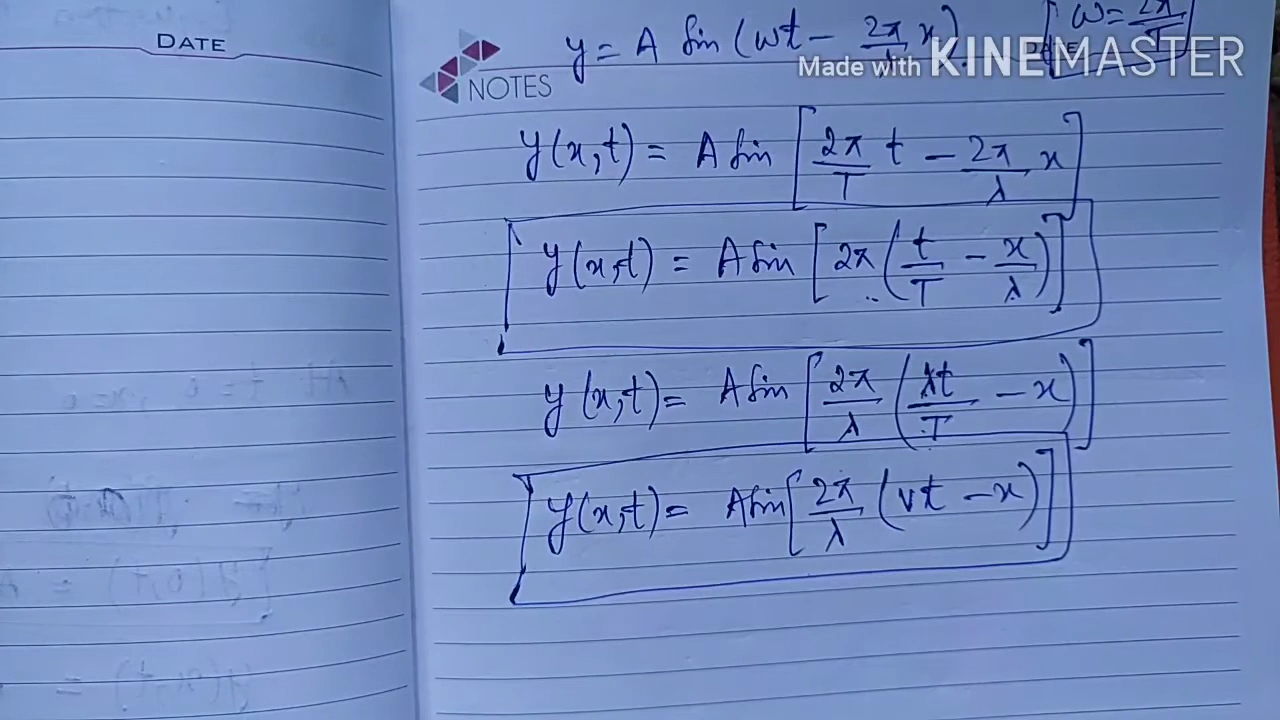 DATE
y = A sin (ωt − 2π/λ x) [ω = 2π/T]
Made with KINEMASTER
NOTES
y(x,t) = A sin [2π/T t − 2π/λ x]
y(x,t) = A sin [2π (t/T − x/λ)]
y(x,t) = A sin [2π/λ (λt/T − x)]
y(x,t) = A sin [2π/λ (vt − x)]